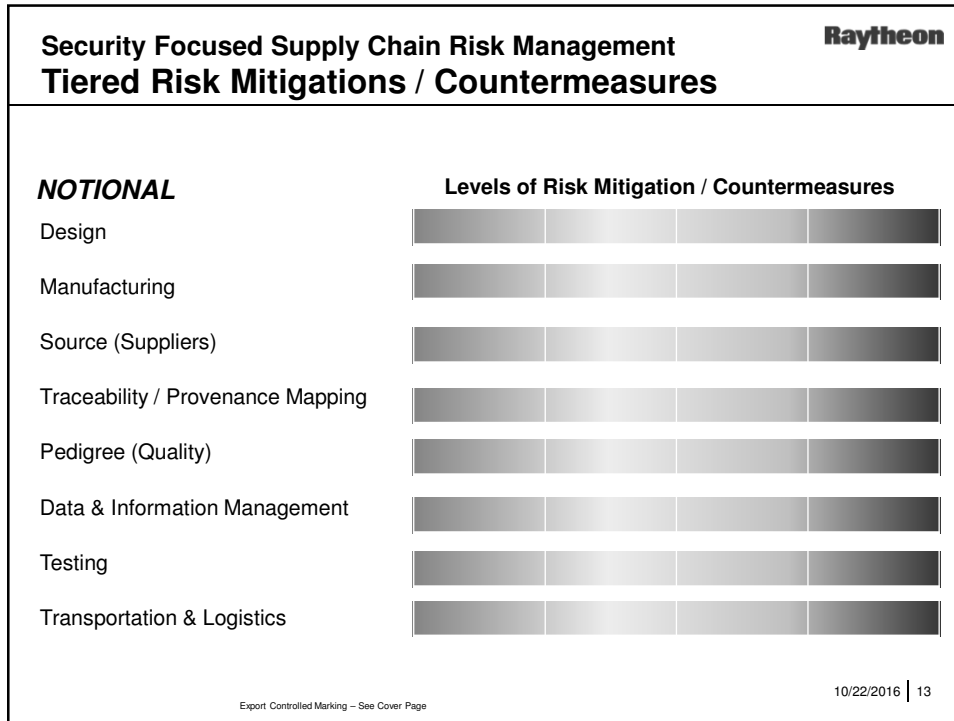 Security Focused Supply Chain Risk Management
Raytheon
Tiered Risk Mitigations / Countermeasures
NOTIONAL
Levels of Risk Mitigation / Countermeasures
Design
Manufacturing
Source (Suppliers)
Traceability / Provenance Mapping
Pedigree (Quality)
Data & Information Management
Testing
Transportation & Logistics
10/22/2016 13
Export Controlled Marking – See Cover Page